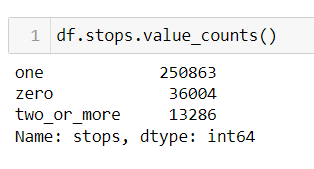 1 df.stops.value_counts()
one 250863
zero 36004
two_or_more 13286
Name: stops, dtype: int64